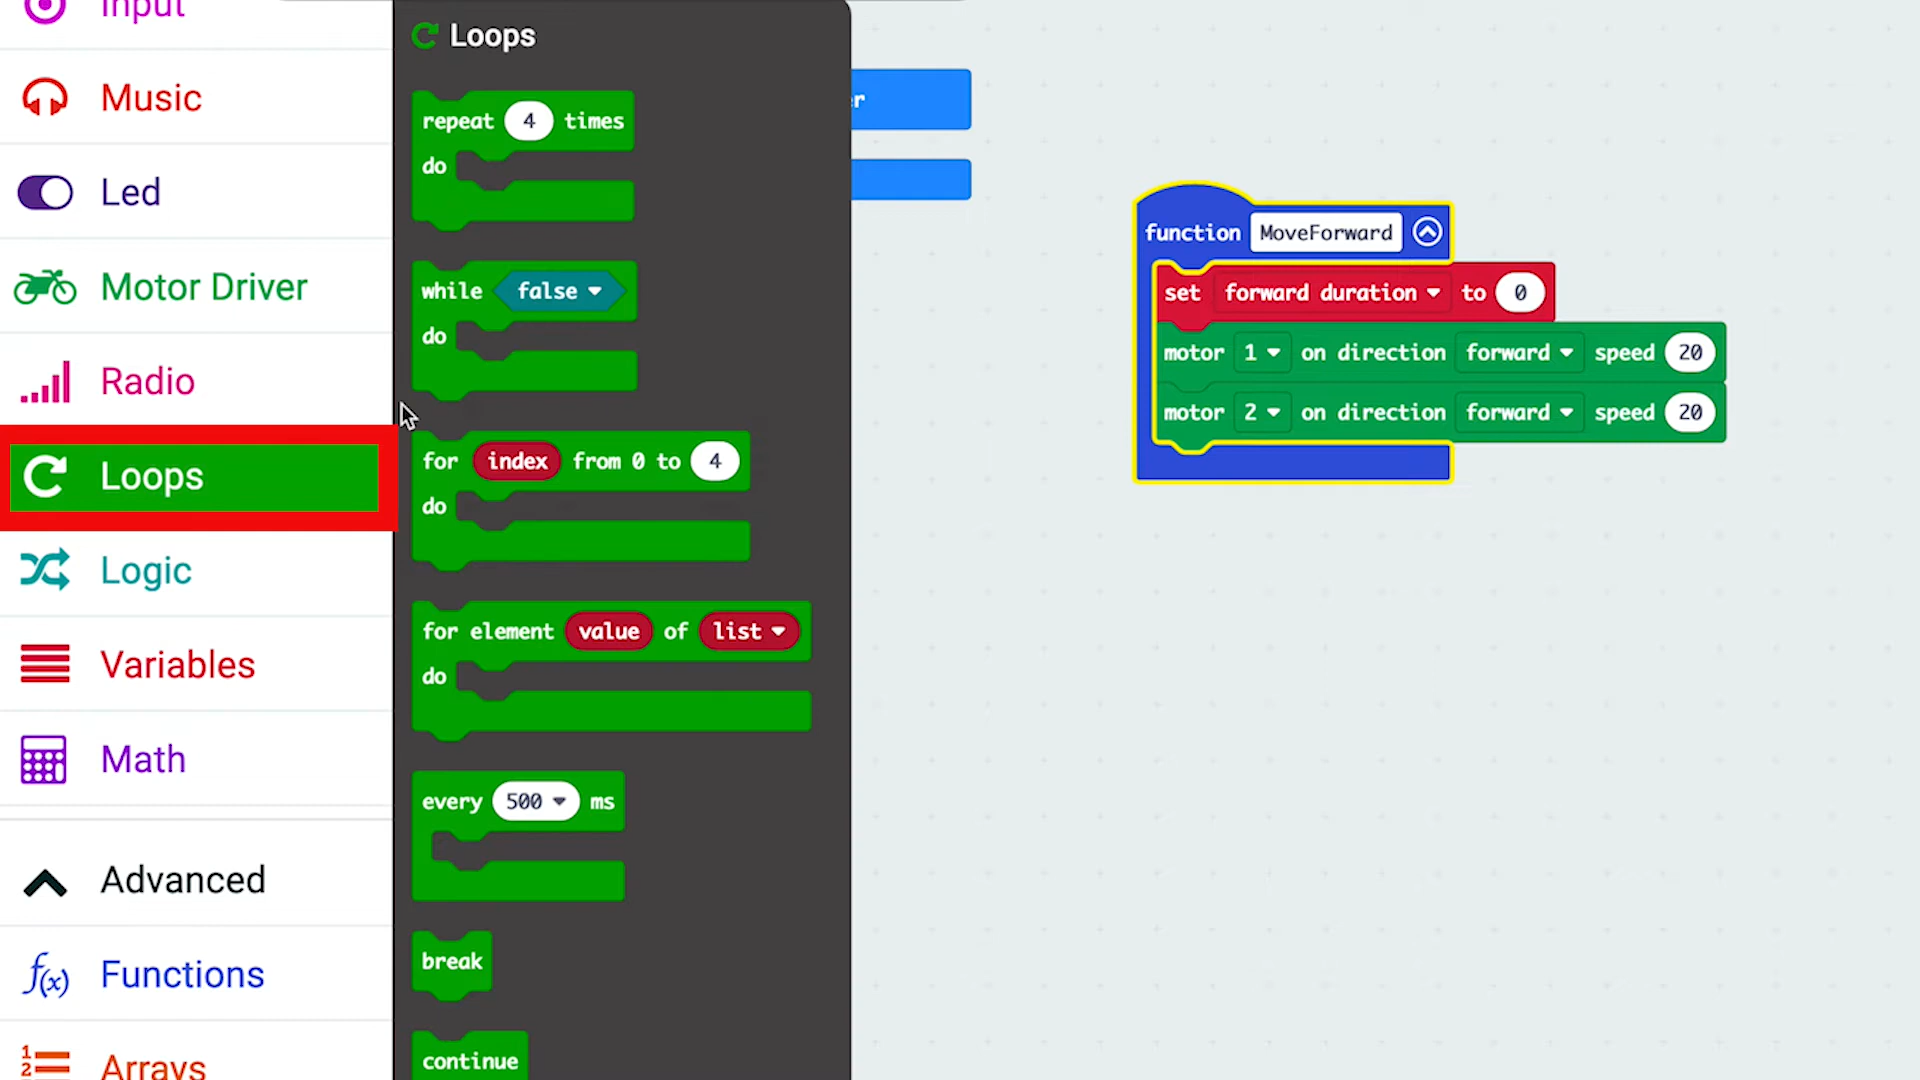 Input
Music
Led
Motor Driver
Radio
Loops
Logic
Variables
Math
Advanced
f(x) Functions
1
2
Arrays
Loops
repeat 4 times
do
while false
do
for index from 0 to 4
do
for element value of list
do
every 500 ms
break
continue
r
function MoveForward
set forward duration to 0
motor 1 on direction forward speed 20
motor 2 on direction forward speed 20